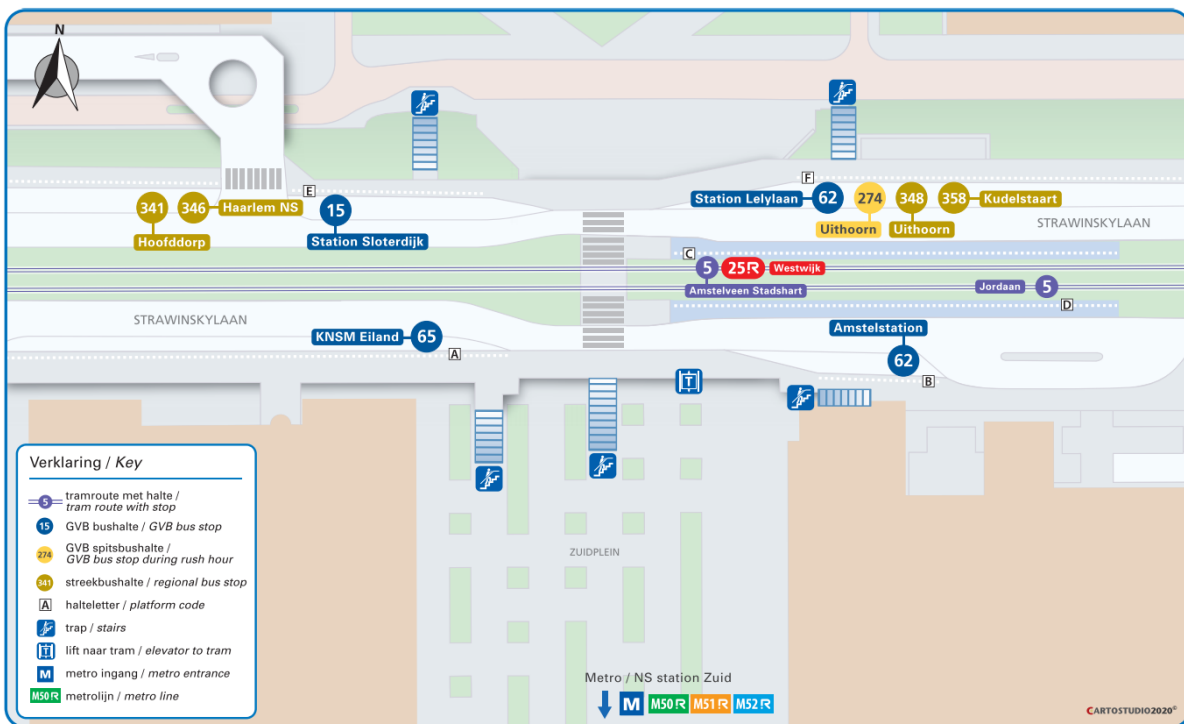 N
E
341
346
Haarlem NS
15
Hoofddorp
Station Sloterdijk
F
Station Lelylaan
62
274
348
358
Kudelstaart
Uithoorn
Uithoorn
STRAWINSKYLAAN
C
5
25R
Westwijk
Amstelveen Stadshart
Jordaan
5
D
STRAWINSKYLAAN
KNSM Eiland
65
A
Amstelstation
62
B
T
ZUIDPLEIN
Verklaring / Key
5
tramroute met halte /
tram route with stop
15
GVB bushalte / GVB bus stop
274
GVB spitsbushalte /
GVB bus stop during rush hour
341
streekbushalte / regional bus stop
A
halteletter / platform code
trap / stairs
T
lift naar tram / elevator to tram
M
metro ingang / metro entrance
M50R
metrolijn / metro line
Metro / NS station Zuid
M M50R M51R M52R
CARTOSTUDIO2020©